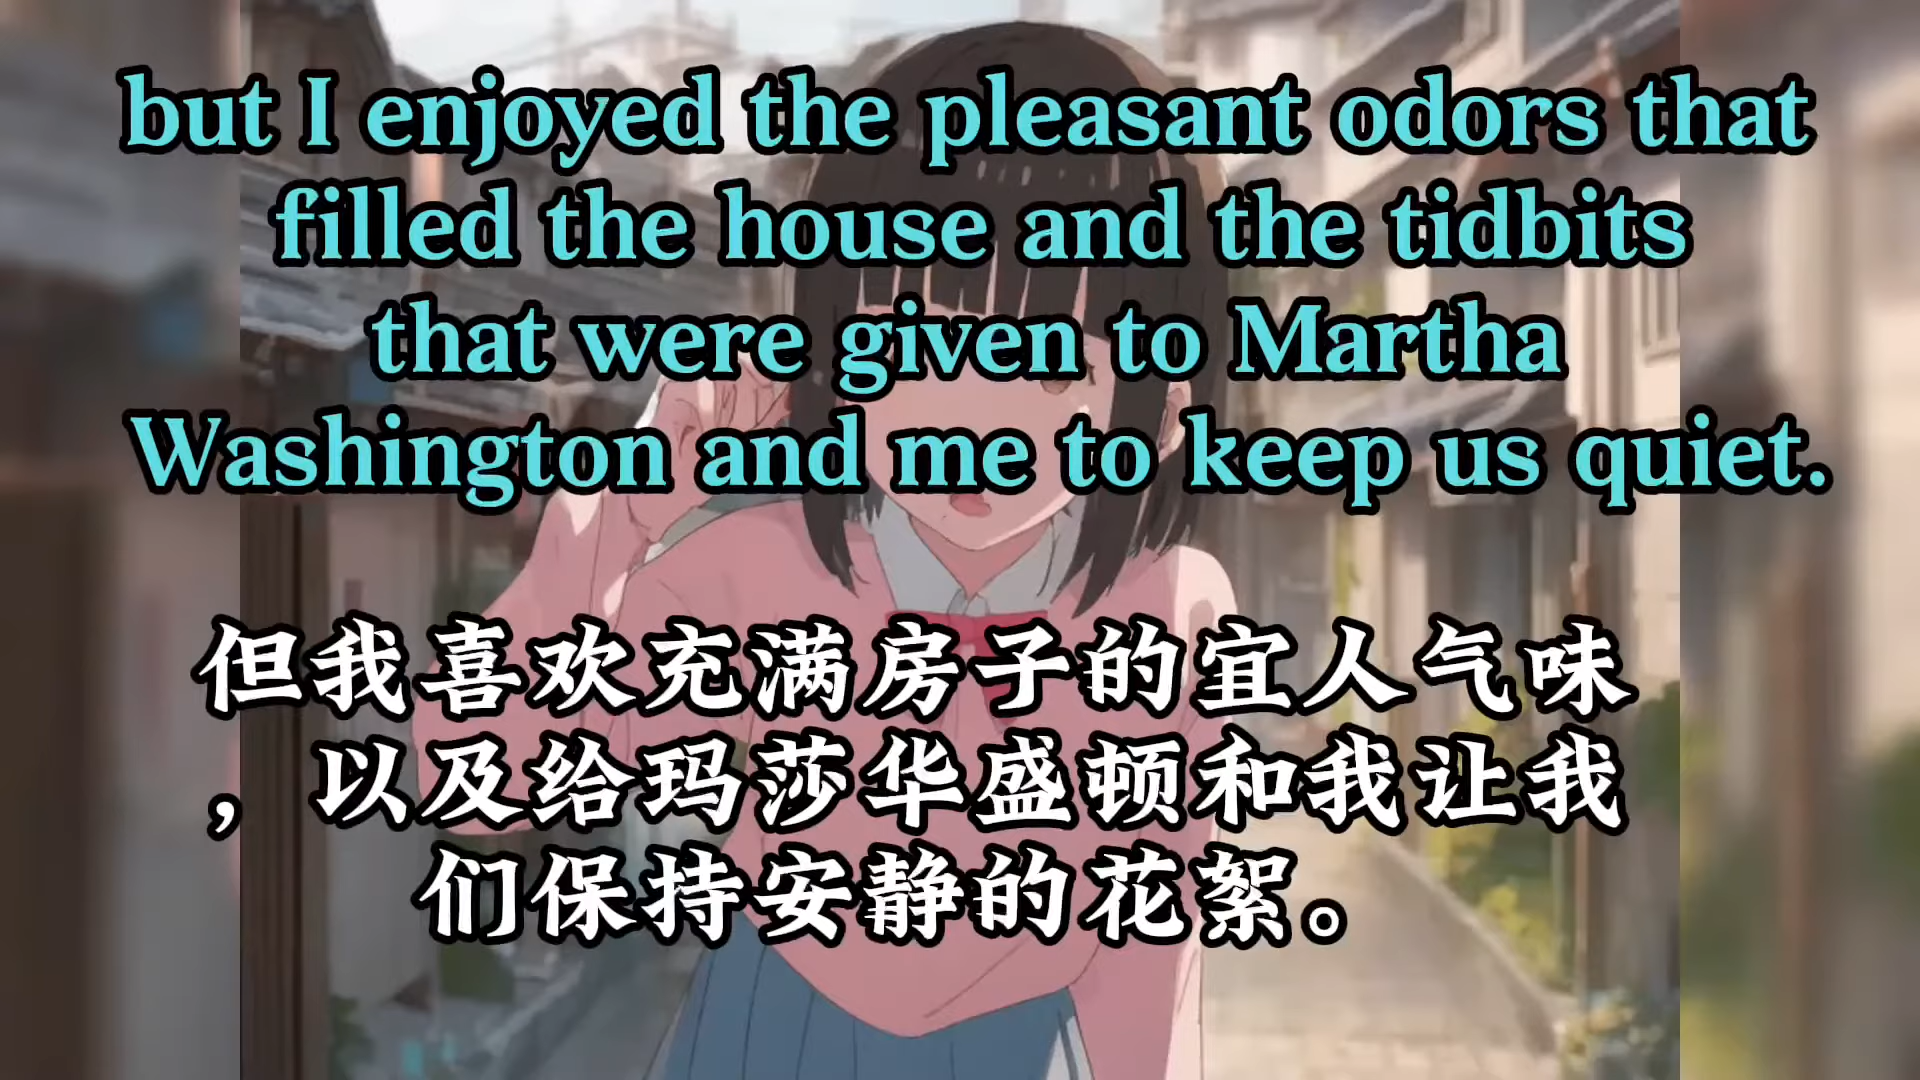 but I enjoyed the pleasant odors that
filled the house and the tidbits
that were given to Martha
Washington and me to keep us quiet.
但我喜欢充满房子的宜人气味
，以及给玛莎华盛顿和我让我
们保持安静的花絮。